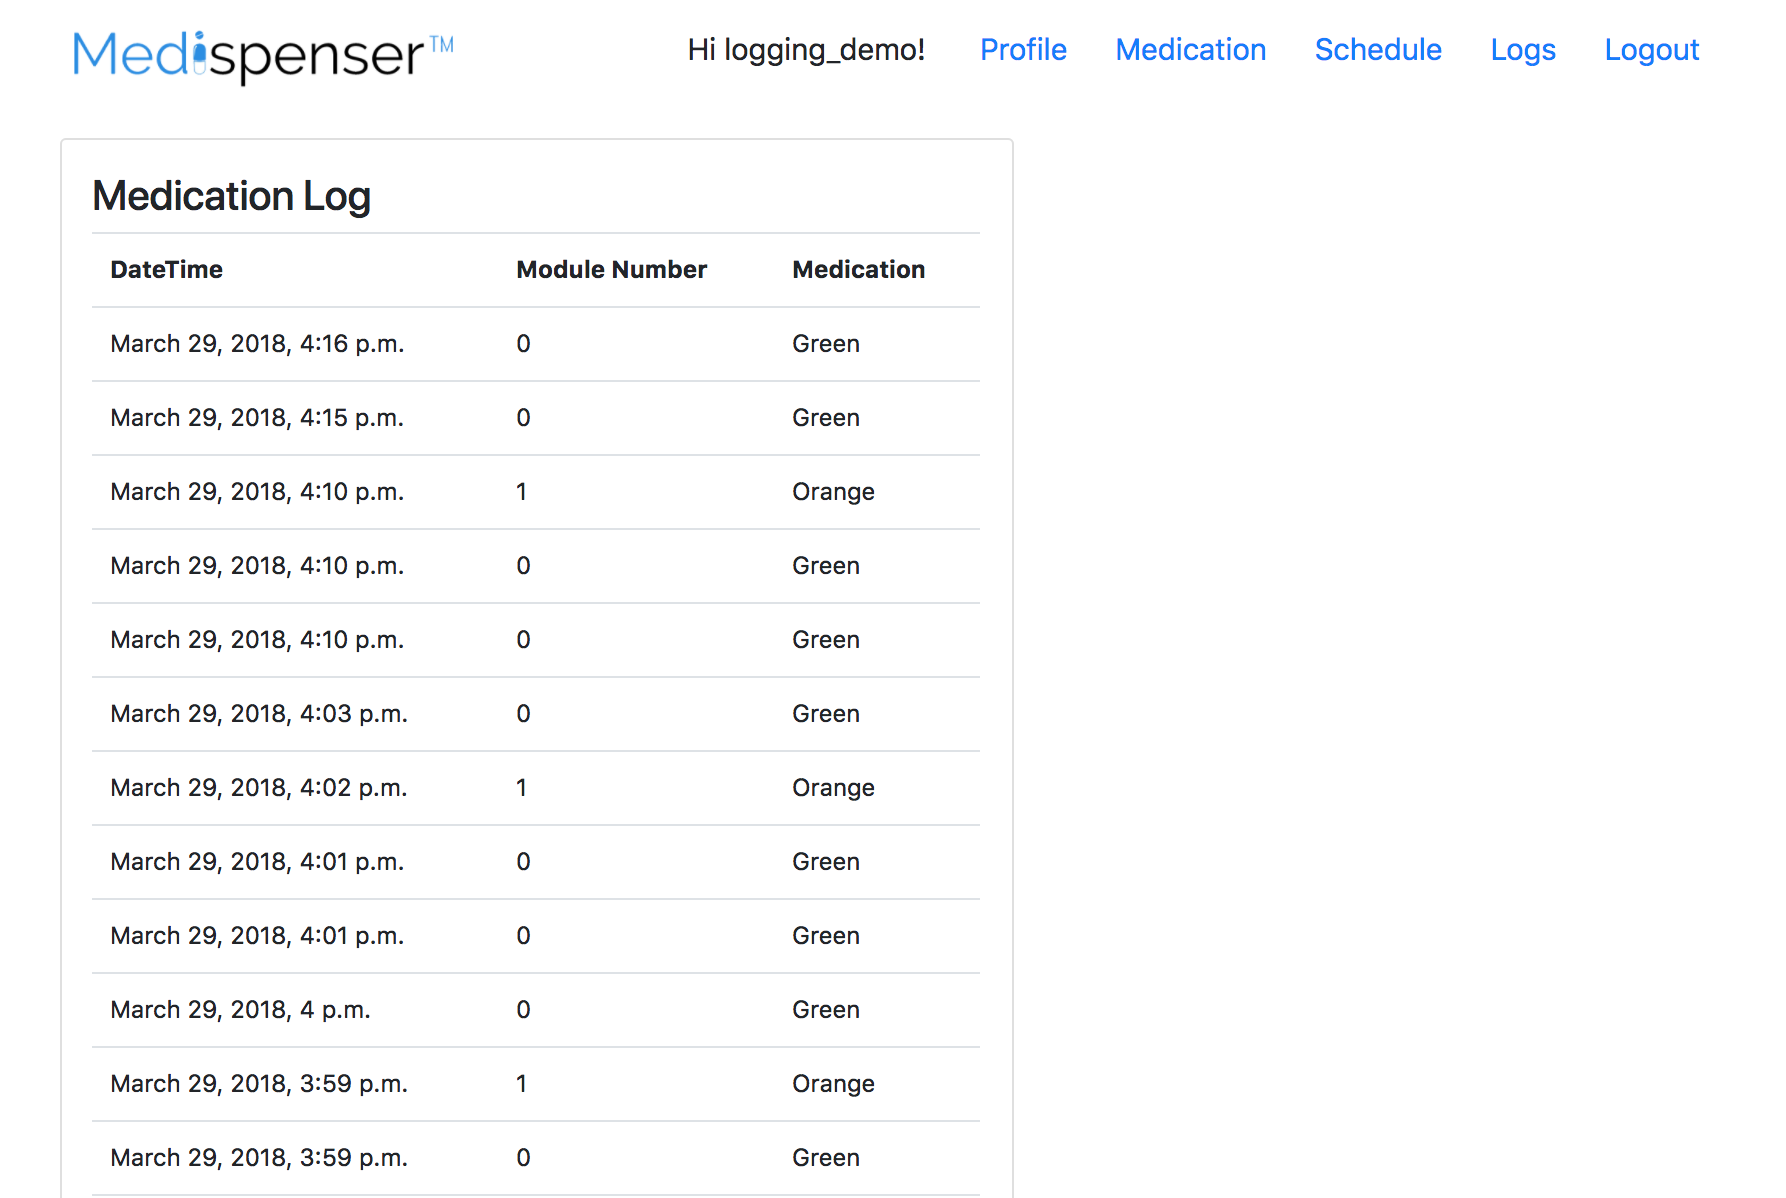 Medispenser™ Hi logging_demo! Profile Medication Schedule Logs Logout
Medication Log
DateTime Module Number Medication
March 29, 2018, 4:16 p.m. 0 Green
March 29, 2018, 4:15 p.m. 0 Green
March 29, 2018, 4:10 p.m. 1 Orange
March 29, 2018, 4:10 p.m. 0 Green
March 29, 2018, 4:10 p.m. 0 Green
March 29, 2018, 4:03 p.m. 0 Green
March 29, 2018, 4:02 p.m. 1 Orange
March 29, 2018, 4:01 p.m. 0 Green
March 29, 2018, 4:01 p.m. 0 Green
March 29, 2018, 4 p.m. 0 Green
March 29, 2018, 3:59 p.m. 1 Orange
March 29, 2018, 3:59 p.m. 0 Green